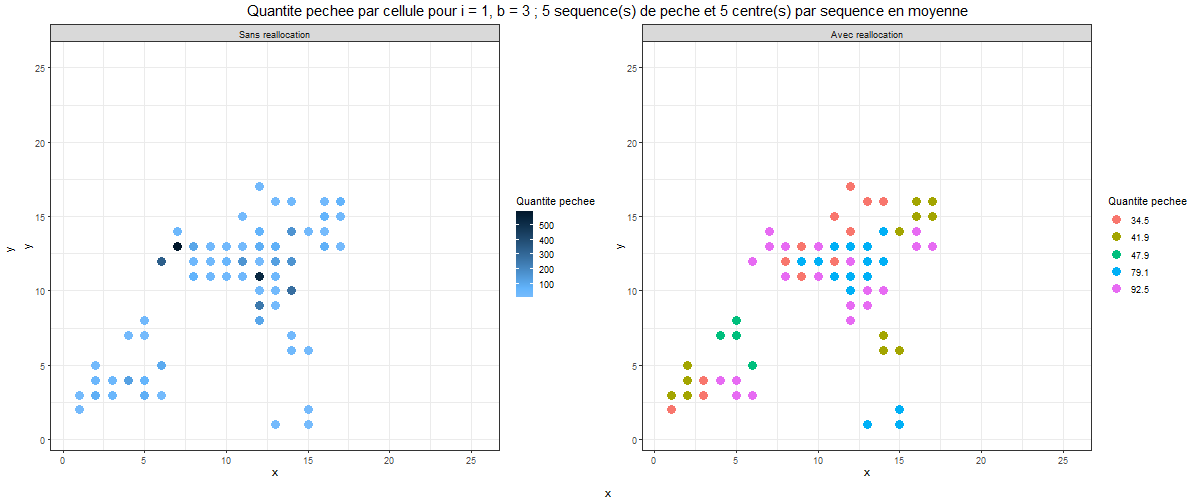 Quantite pechee par cellule pour i = 1, b = 3 ; 5 sequence(s) de peche et 5 centre(s) par sequence en moyenne
Sans reallocation
25
20
15
10
5
0
0 5 10 15 20 25
x
y
y
Quantite pechee
500
400
300
200
100
Avec reallocation
25
20
15
10
5
0
0 5 10 15 20 25
x
y
Quantite pechee
34.5
41.9
47.9
79.1
92.5
x